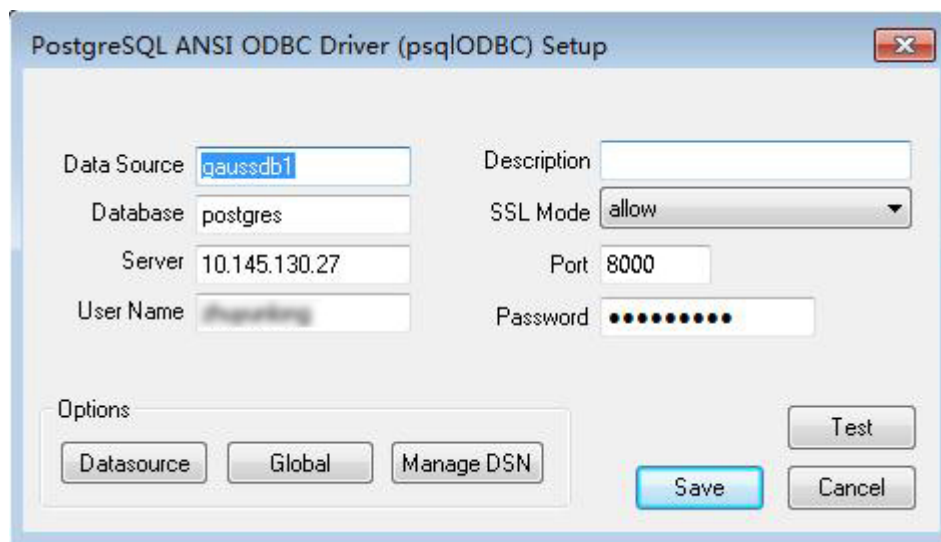 PostgreSQL ANSI ODBC Driver (psqlODBC) Setup
Data Source gaussdb1 Description
Database postgres SSL Mode allow
Server 10.145.130.27 Port 8000
User Name Password •••••••••
Options
Datasource Global Manage DSN
Test
Save Cancel